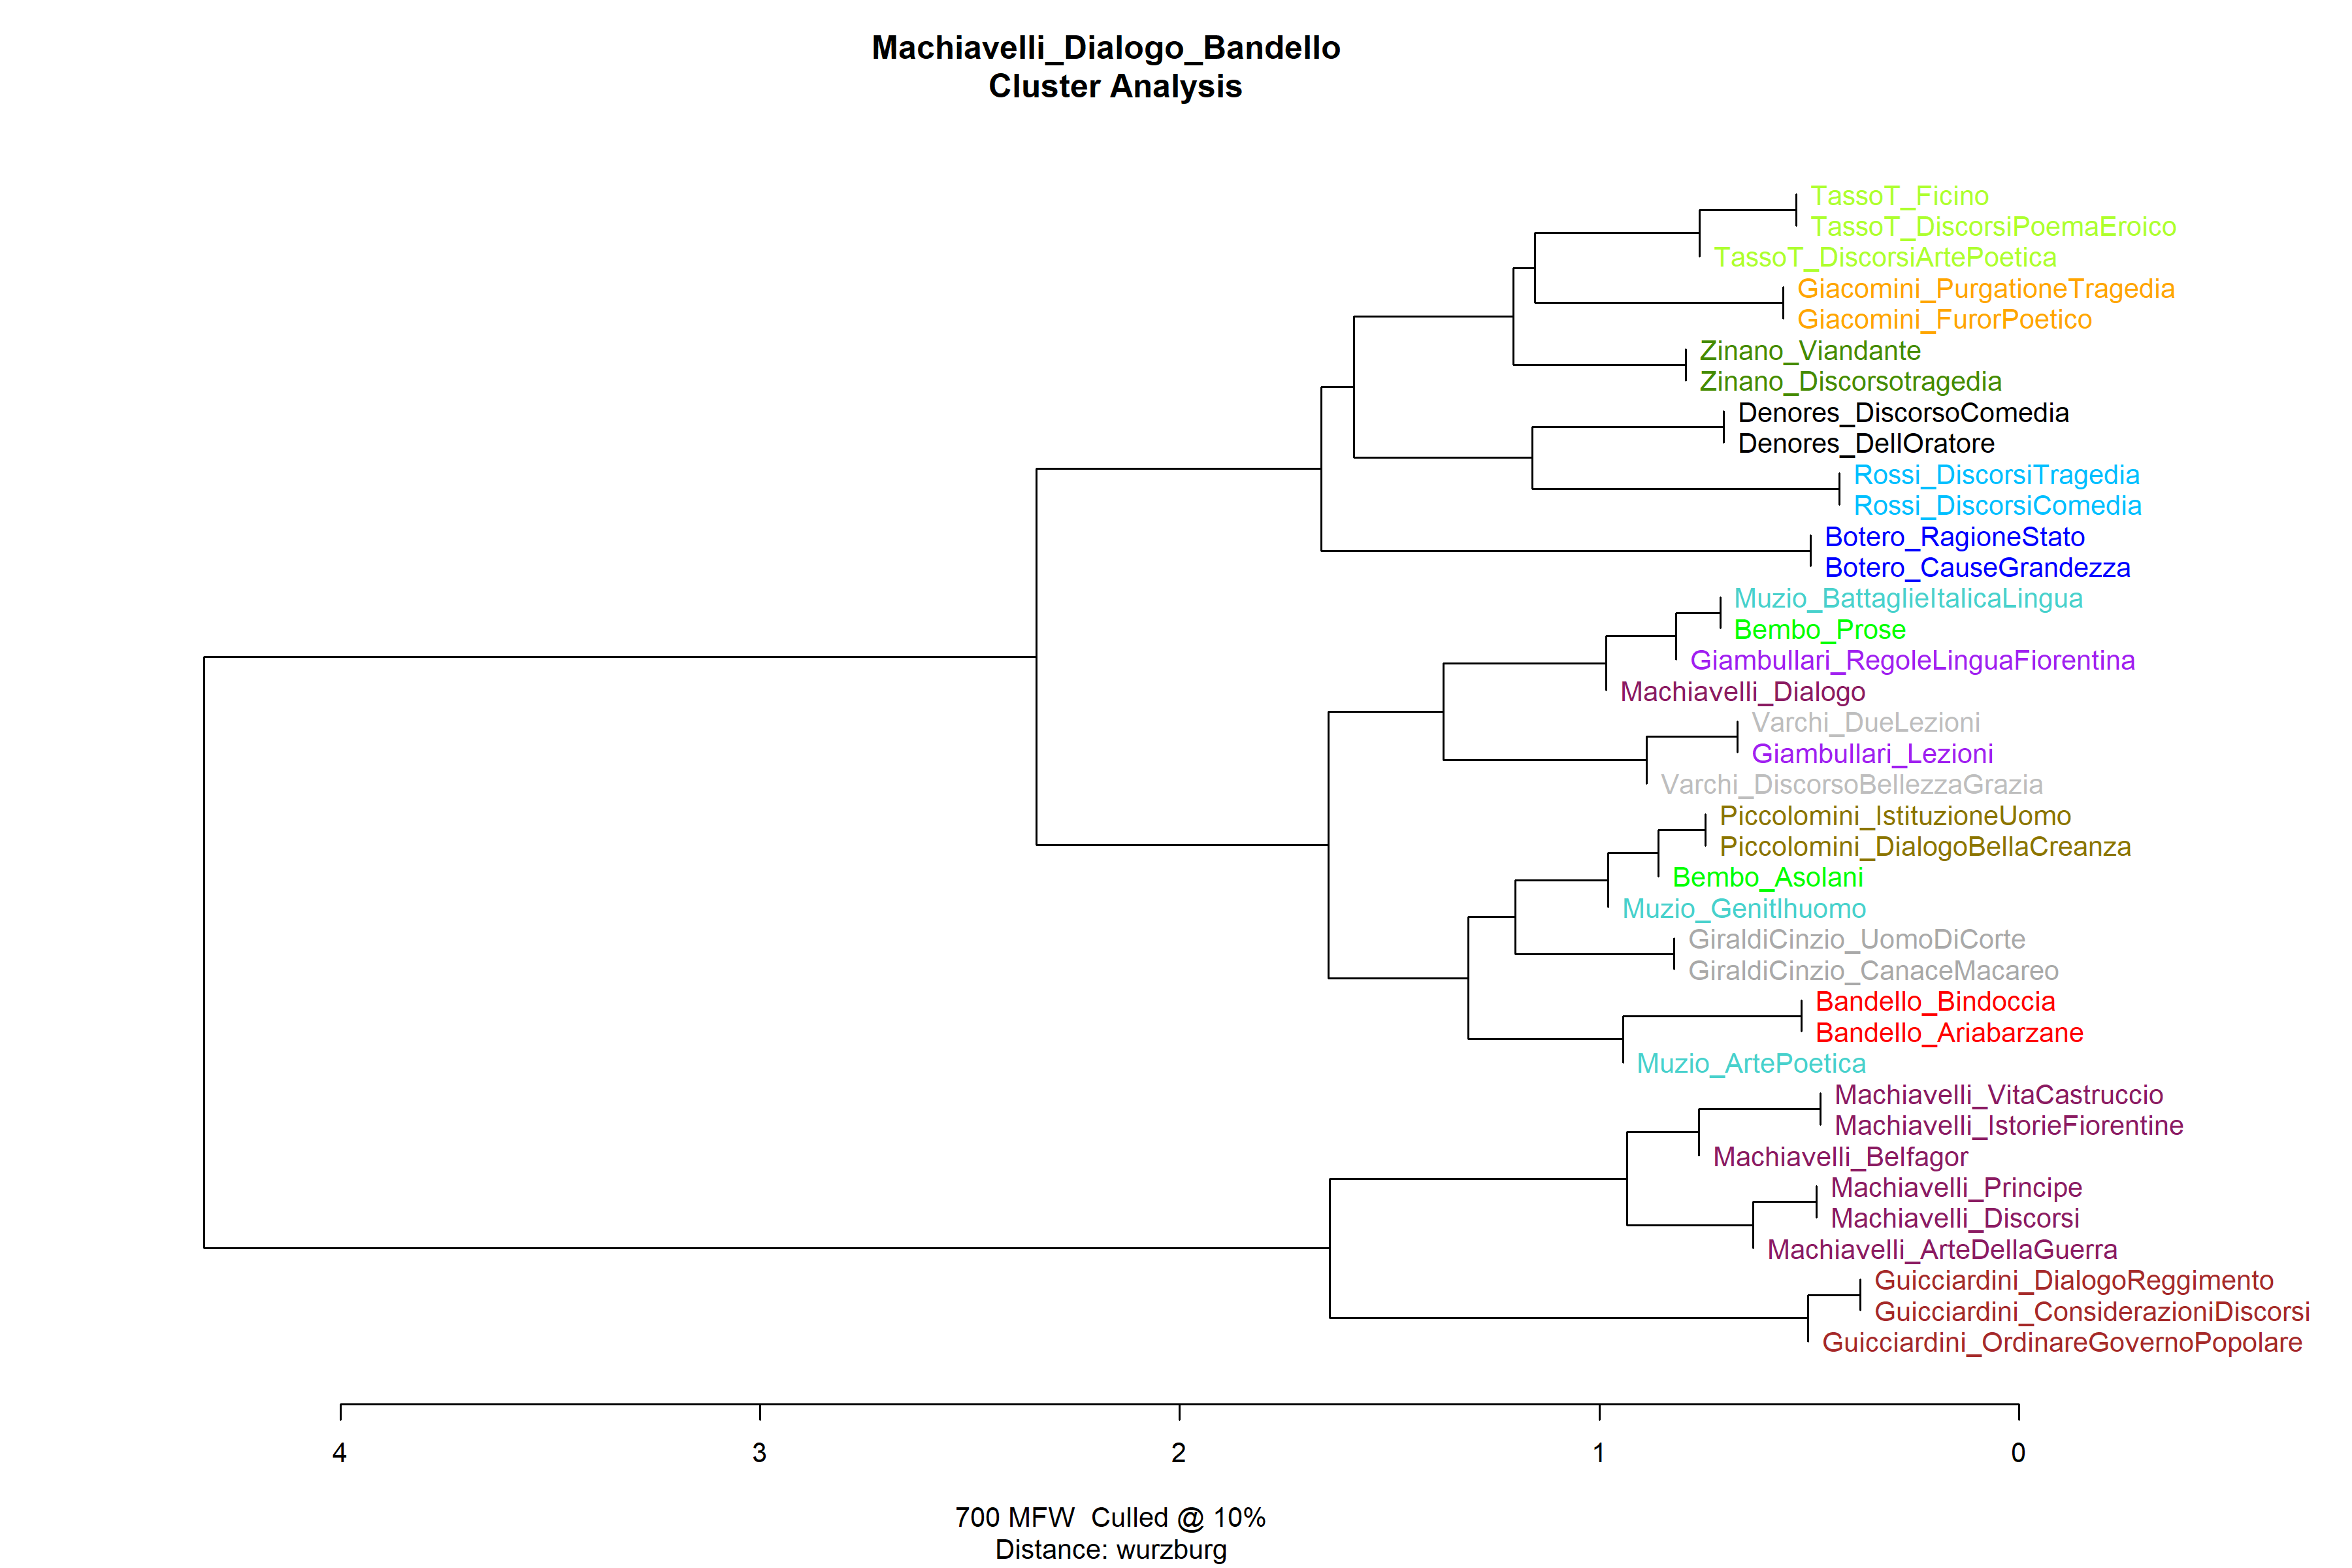 Machiavelli_Dialogo_Bandello
Cluster Analysis
TassoT_Ficino
TassoT_DiscorsiPoemaEroico
TassoT_DiscorsiArtePoetica
Giacomini_PurgationeTragedia
Giacomini_FurorPoetico
Zinano_Viandante
Zinano_Discorsotragedia
Denores_DiscorsoComedia
Denores_DellOratore
Rossi_DiscorsiTragedia
Rossi_DiscorsiComedia
Botero_RagioneStato
Botero_CauseGrandezza
Muzio_BattaglieItalicaLingua
Bembo_Prose
Giambullari_RegoleLinguaFiorentina
Machiavelli_Dialogo
Varchi_DueLezioni
Giambullari_Lezioni
Varchi_DiscorsoBellezzaGrazia
Piccolomini_IstituzioneUomo
Piccolomini_DialogoBellaCreanza
Bembo_Asolani
Muzio_GenitIhuomo
GiraldiCinzio_UomoDiCorte
GiraldiCinzio_CanaceMacareo
Bandello_Bindoccia
Bandello_Ariabarzane
Muzio_ArtePoetica
Machiavelli_VitaCastruccio
Machiavelli_IstorieFiorentine
Machiavelli_Belfagor
Machiavelli_Principe
Machiavelli_Discorsi
Machiavelli_ArteDellaGuerra
Guicciardini_DialogoReggimento
Guicciardini_ConsiderazioniDiscorsi
Guicciardini_OrdinareGovernoPopolare
4 3 2 1 0
700 MFW  Culled @ 10%
Distance: wurzburg